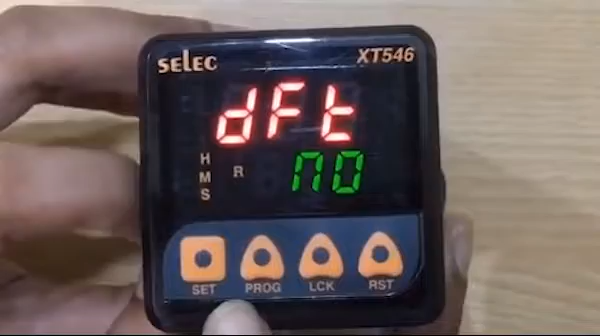 SELEC XT546
dFt
H
M R
S
no
SET PROG LCK RST